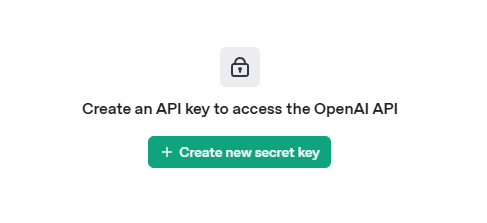 Create an API key to access the OpenAI API
+ Create new secret key